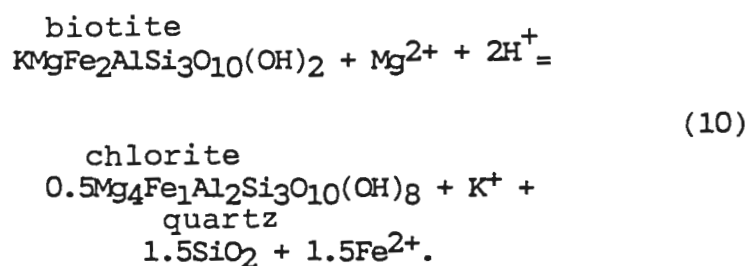 biotite
KMgFe₂AlSi₃O₁₀(OH)₂ + Mg²⁺ + 2H⁺=
(10)
chlorite
0.5Mg₄Fe₁Al₂Si₃O₁₀(OH)₈ + K⁺ +
quartz
1.5SiO₂ + 1.5Fe²⁺.